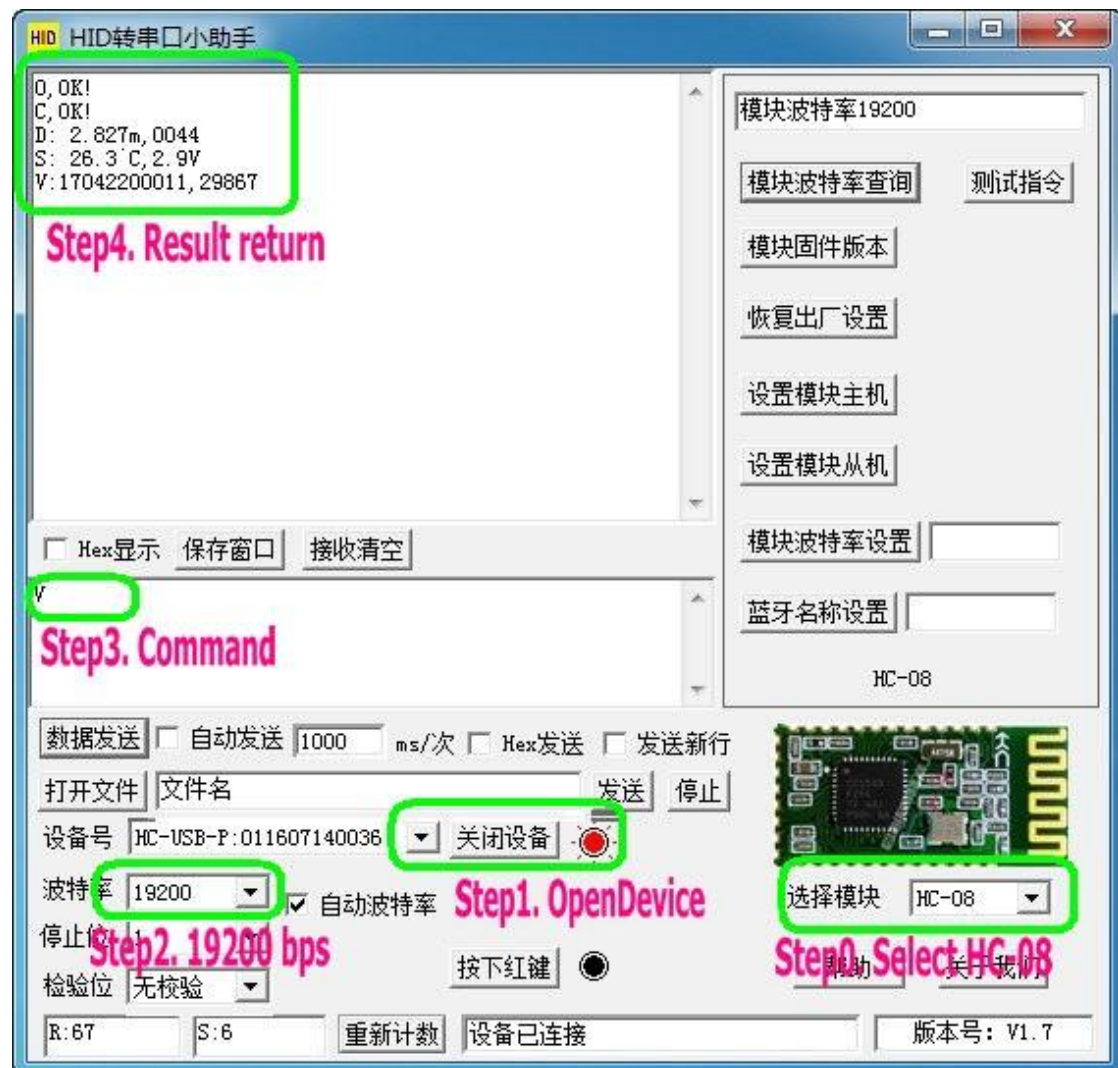 HID HID转串口小助手
O,OK!
C,OK!
D: 2.827m,0044
S: 26.3'C,2.9V
V:17042200011,29867
Step4. Result return
模块波特率19200
模块波特率查询 测试指令
模块固件版本
恢复出厂设置
设置模块主机
设置模块从机
模块波特率设置
蓝牙名称设置
HC-08
Hex显示 保存窗口 接收清空
V
Step3. Command
数据发送 自动发送 1000 ms/次 Hex发送 发送新行
打开文件 文件名 发送 停止
设备号 HC-USB-P:011607140036 关闭设备
波特率 19200 自动波特率 Step1. OpenDevice
选择模块 HC-08
停止位 1
Step2. 19200 bps
Step0. Select HC-08
检验位 无校验 按下红键 帮助 关于我们
R:67 S:6 重新计数 设备已连接 版本号: V1.7